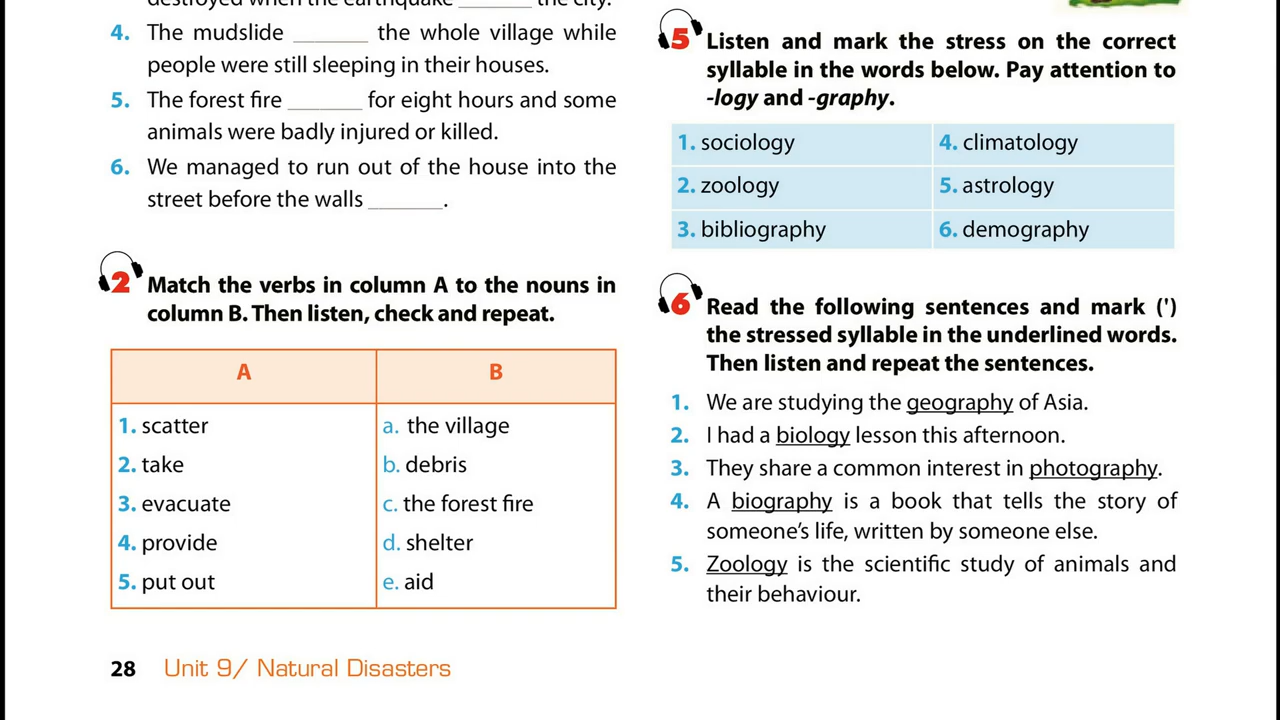 destroyed when the earthquake _______ the city.
4. The mudslide _______ the whole village while
people were still sleeping in their houses.
5. The forest fire _______ for eight hours and some
animals were badly injured or killed.
6. We managed to run out of the house into the
street before the walls _______.
2 Match the verbs in column A to the nouns in
column B. Then listen, check and repeat.
A B
1. scatter a. the village
2. take b. debris
3. evacuate c. the forest fire
4. provide d. shelter
5. put out e. aid
28 Unit 9/ Natural Disasters
5 Listen and mark the stress on the correct
syllable in the words below. Pay attention to
-logy and -graphy.
1. sociology 4. climatology
2. zoology 5. astrology
3. bibliography 6. demography
6 Read the following sentences and mark (')
the stressed syllable in the underlined words.
Then listen and repeat the sentences.
1. We are studying the geography of Asia.
2. I had a biology lesson this afternoon.
3. They share a common interest in photography.
4. A biography is a book that tells the story of
someone’s life, written by someone else.
5. Zoology is the scientific study of animals and
their behaviour.